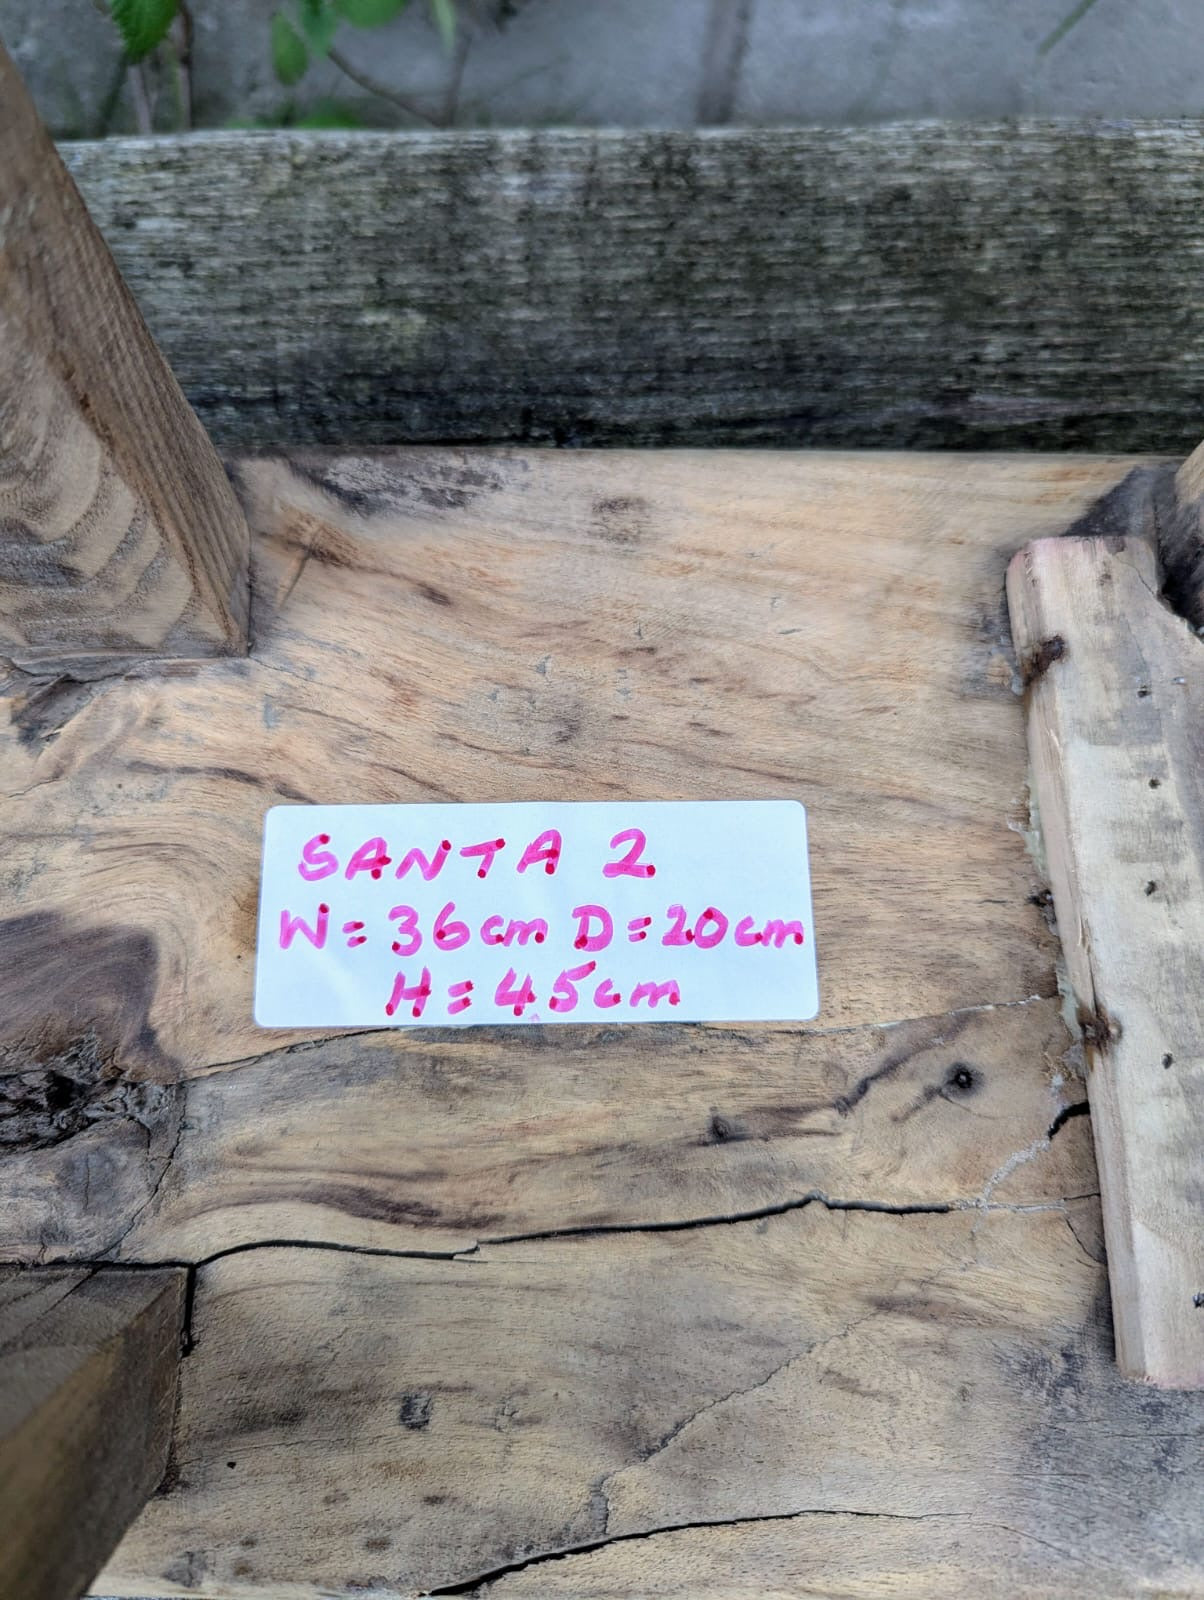 SANTA 2
W = 36cm D = 20cm
H = 45cm